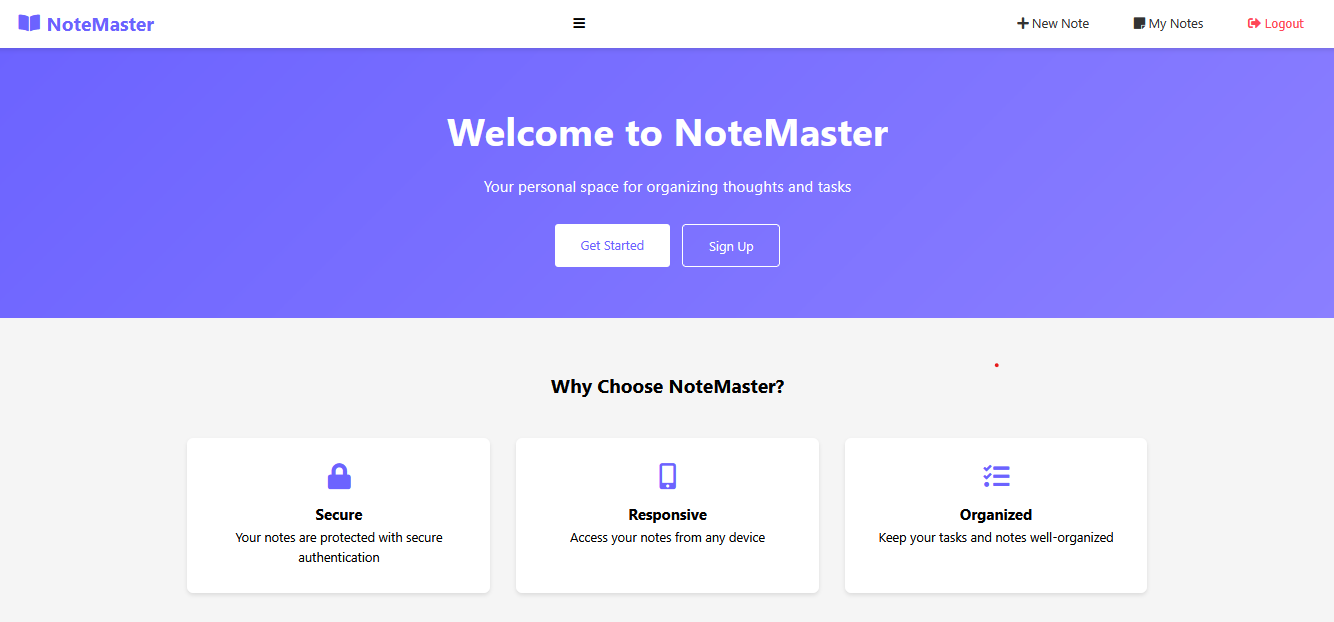 NoteMaster
New Note
My Notes
Logout
Welcome to NoteMaster
Your personal space for organizing thoughts and tasks
Get Started
Sign Up
Why Choose NoteMaster?
Secure
Your notes are protected with secure
authentication
Responsive
Access your notes from any device
Organized
Keep your tasks and notes well-organized